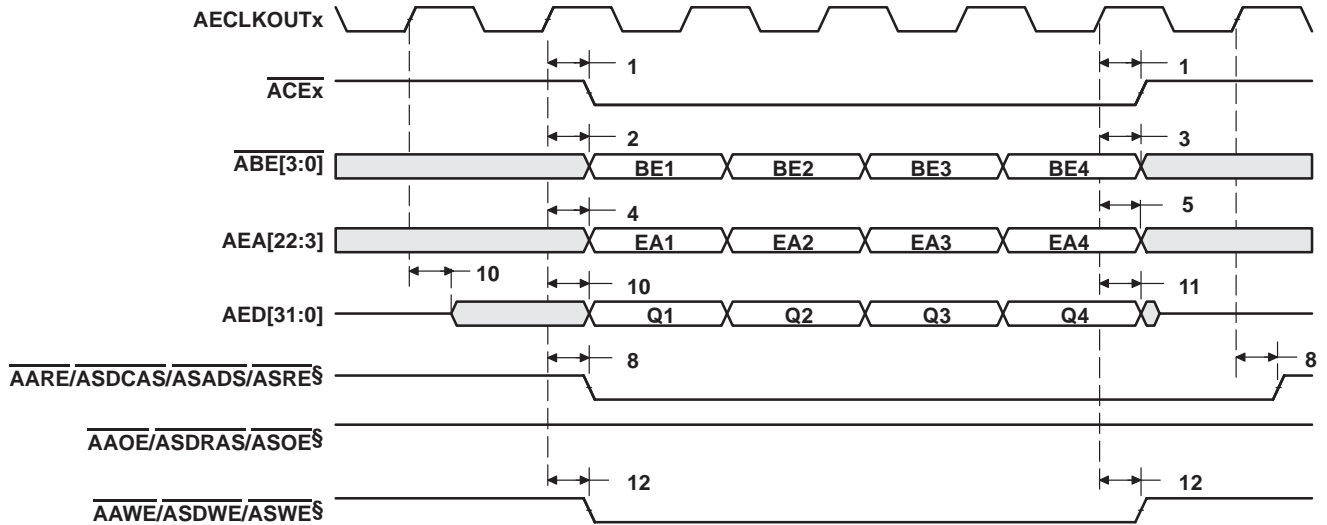 AECLKOUTx
1 1
ACEx
2 3
ABE[3:0] BE1 BE2 BE3 BE4
4 5
AEA[22:3] EA1 EA2 EA3 EA4
10 10 11
AED[31:0] Q1 Q2 Q3 Q4
8 8
AARE/ASDCAS/ASADS/ASRE§
AAOE/ASDRAS/ASOE§
12 12
AAWE/ASDWE/ASWE§